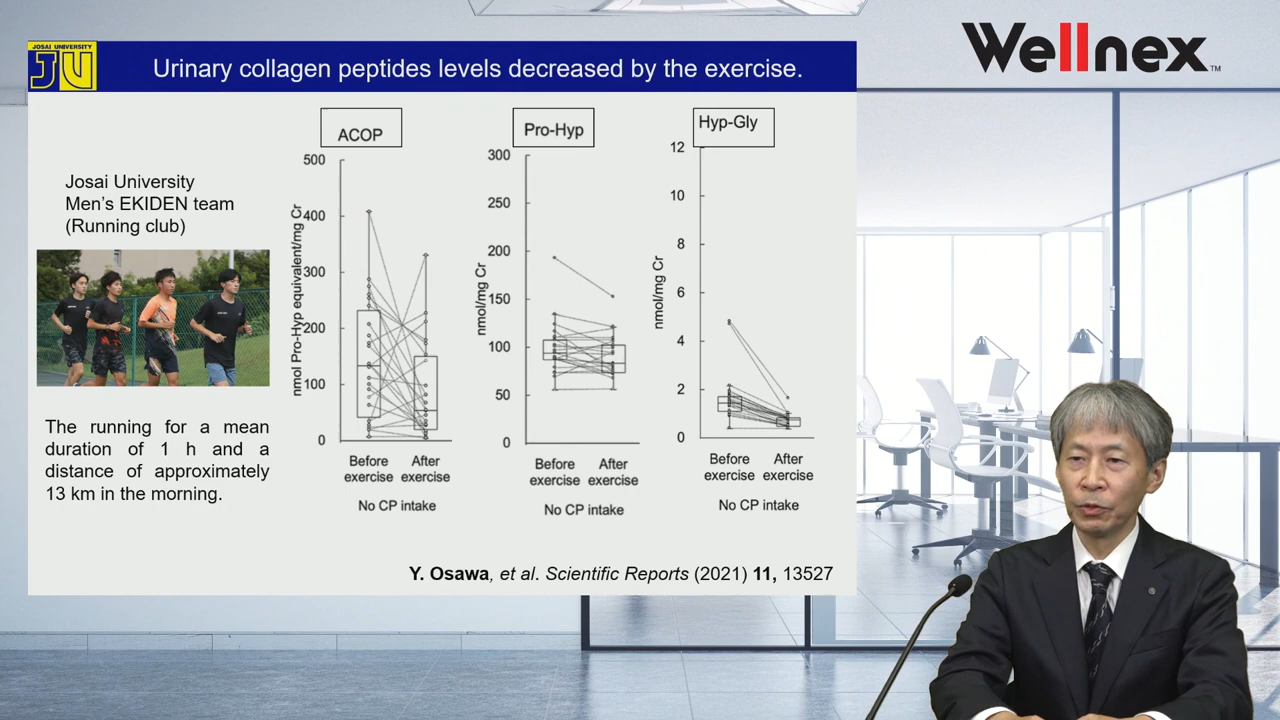 Wellnex™
JOSAI UNIVERSITY
JU
Urinary collagen peptides levels decreased by the exercise.
Josai University
Men's EKIDEN team
(Running club)
The running for a mean
duration of 1 h and a
distance of approximately
13 km in the morning.
ACOP
nmol Pro-Hyp equivalent/mg Cr
500
400
300
200
100
0
Before
exercise
After
exercise
No CP intake
Pro-Hyp
nmol/mg Cr
300
250
200
150
100
50
0
Before
exercise
After
exercise
No CP intake
Hyp-Gly
nmol/mg Cr
12
10
8
6
4
2
0
Before
exercise
After
exercise
No CP intake
Y. Osawa, et al. Scientific Reports (2021) 11, 13527